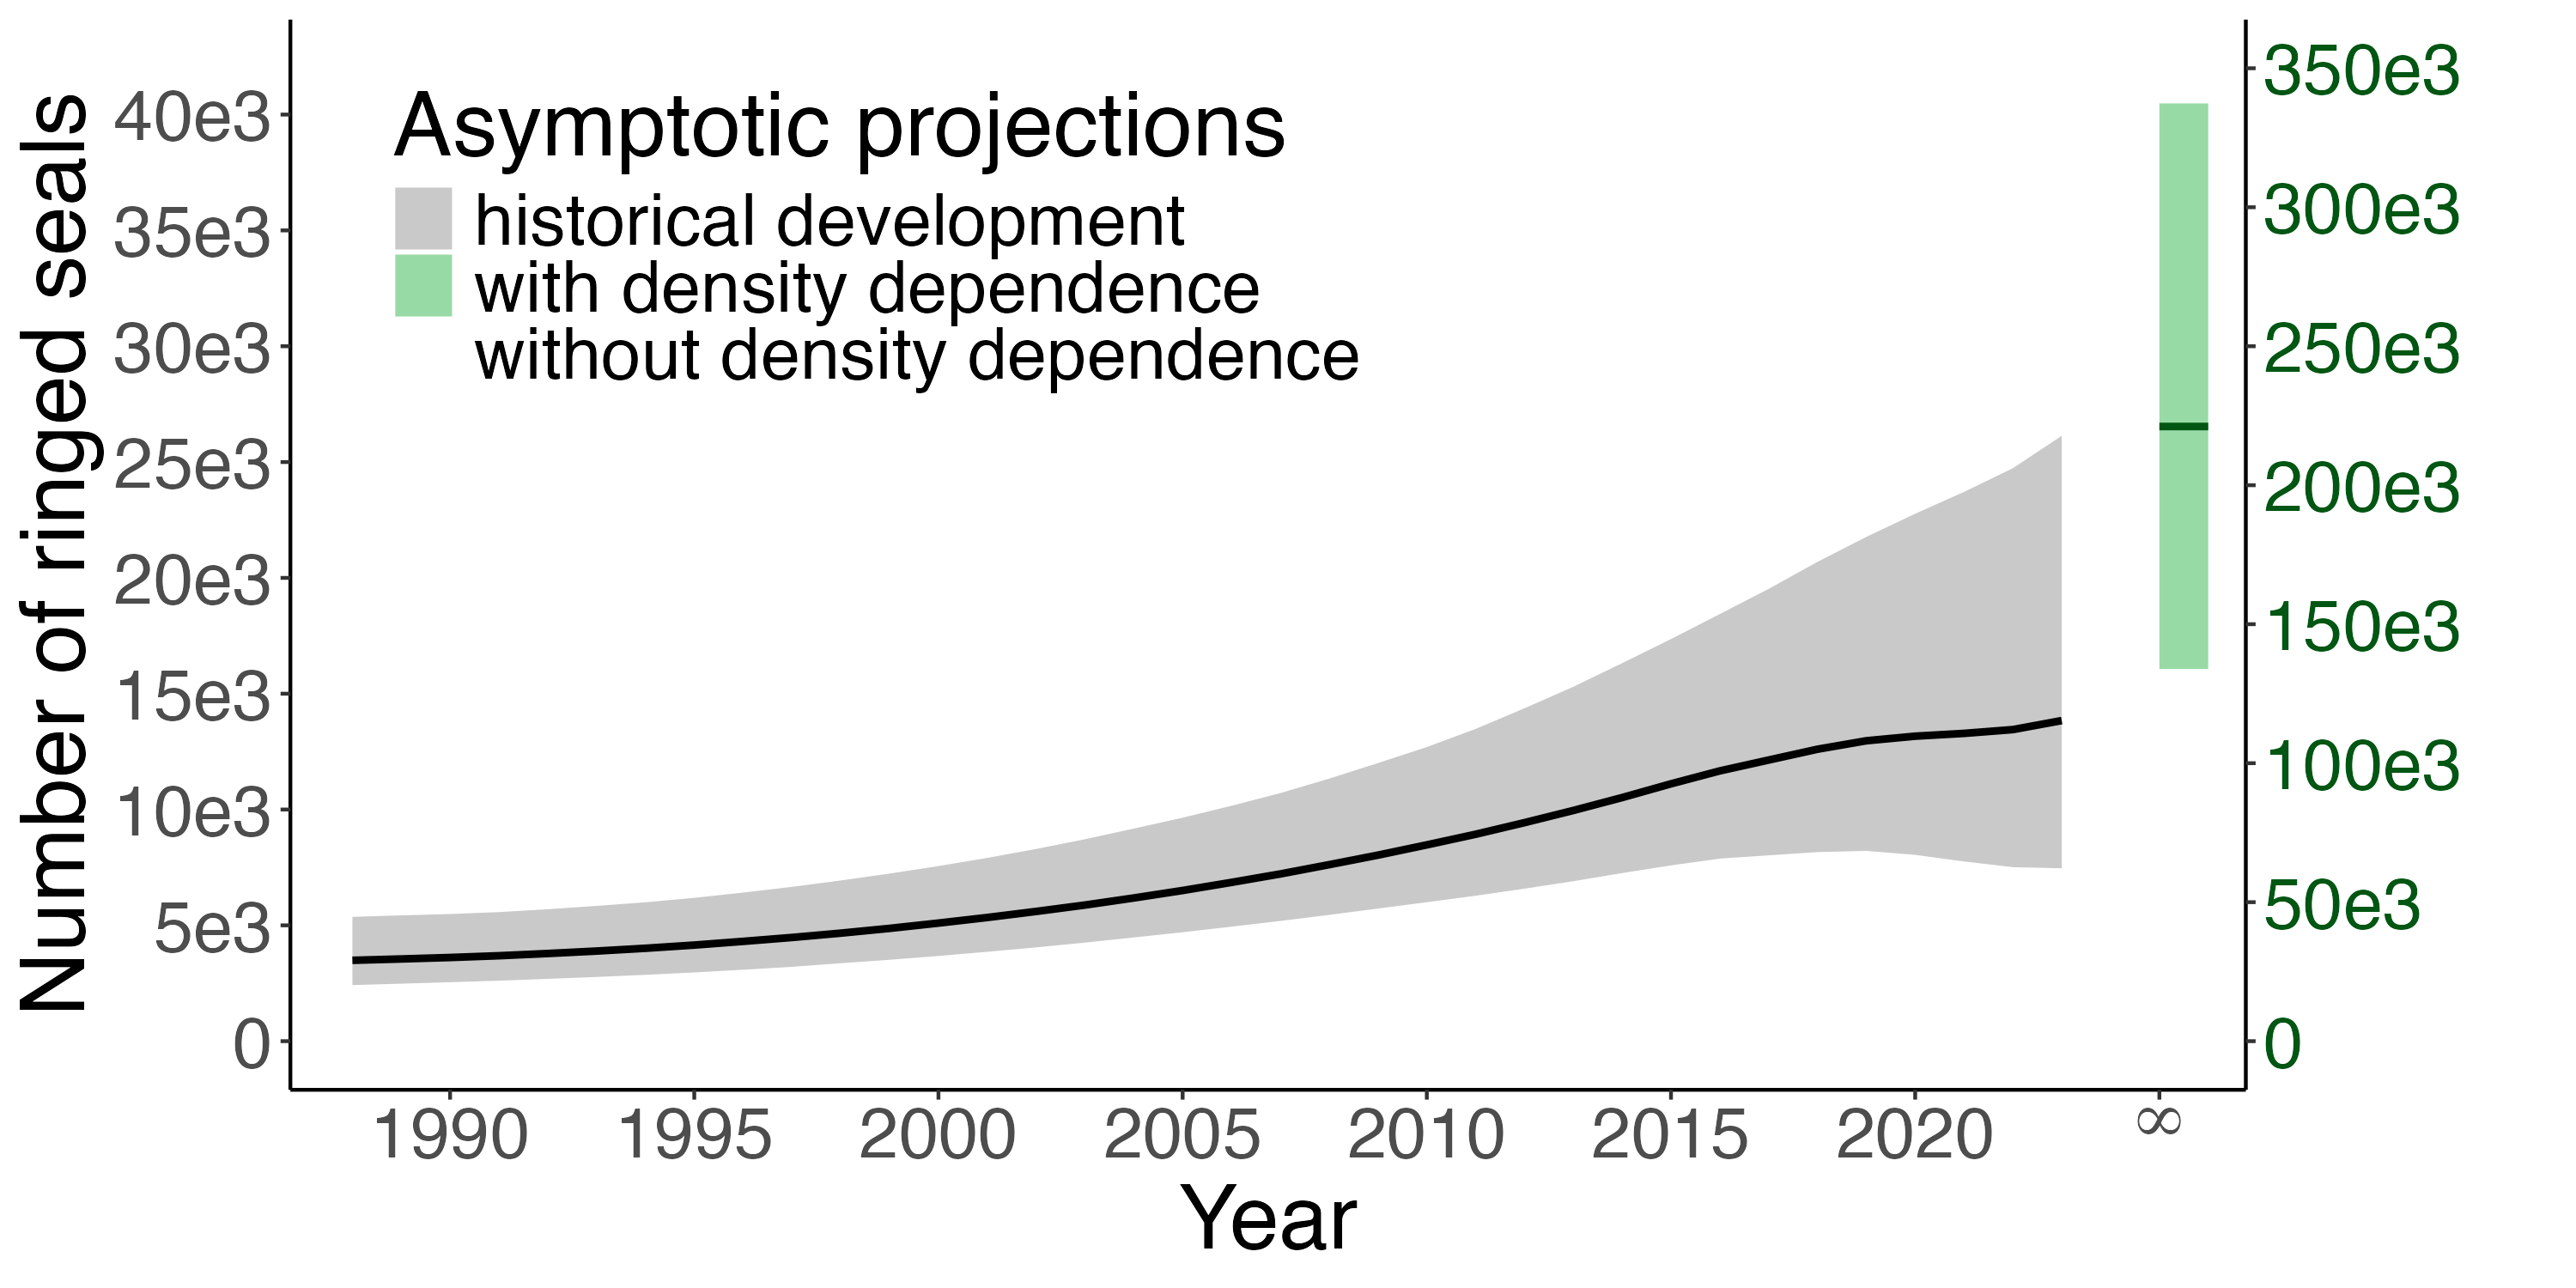 Number of ringed seals
40e3
35e3
30e3
25e3
20e3
15e3
10e3
5e3
0
Asymptotic projections
historical development
with density dependence
without density dependence
350e3
300e3
250e3
200e3
150e3
100e3
50e3
0
1990 1995 2000 2005 2010 2015 2020 ∞
Year